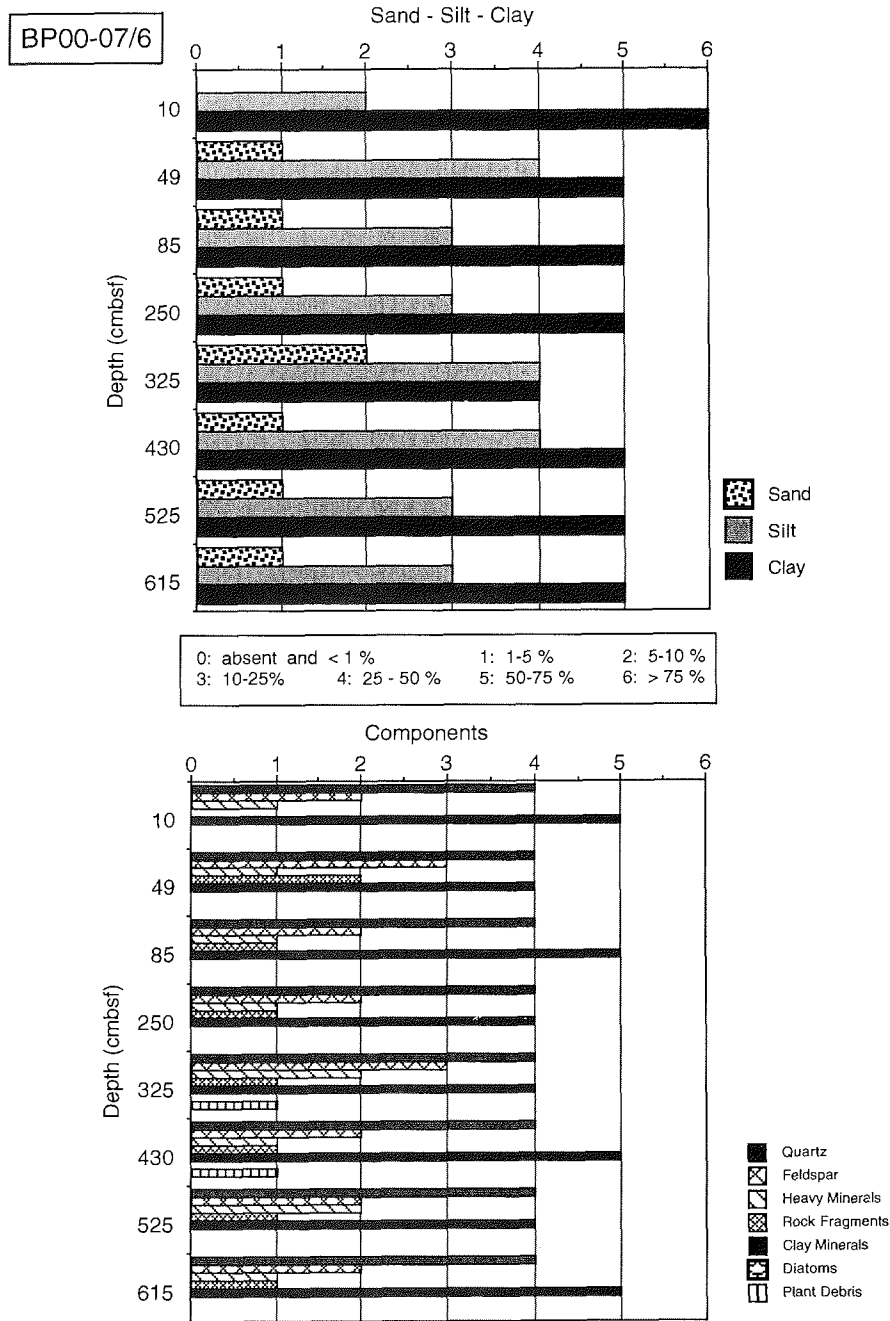 BP00-07/6
Sand - Silt - Clay
0 1 2 3 4 5 6
Depth (cmbsf)
10
49
85
250
325
430
525
615
Sand
Silt
Clay
0: absent and < 1 % 1: 1-5 % 2: 5-10 %
3: 10-25% 4: 25 - 50 % 5: 50-75 % 6: > 75 %
Components
0 1 2 3 4 5 6
Depth (cmbsf)
10
49
85
250
325
430
525
615
Quartz
Feldspar
Heavy Minerals
Rock Fragments
Clay Minerals
Diatoms
Plant Debris